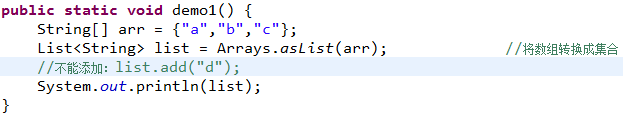 public static void demo1() {
String[] arr = {"a","b","c"};
List<String> list = Arrays.asList(arr); //将数组转换成集合
//不能添加: list.add("d");
System.out.println(list);
}